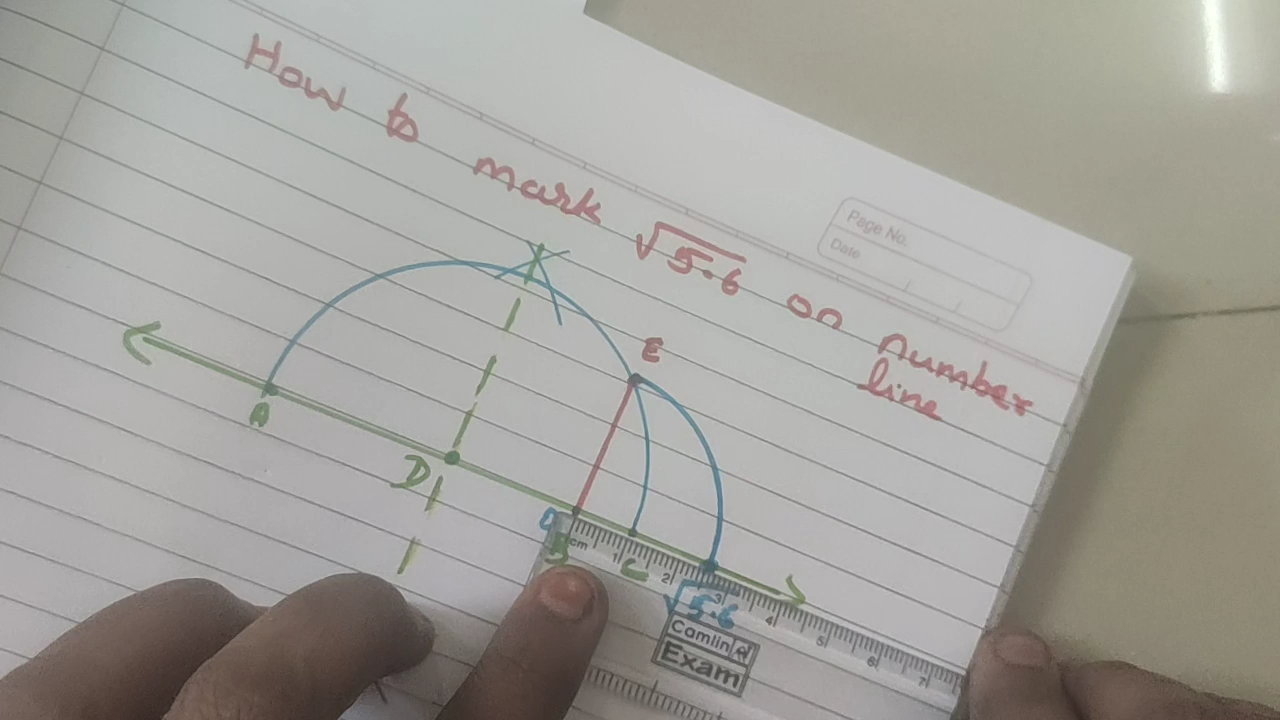 How to mark √5.6 on number
line
Page No.
Date
E
A
D
0
B
C
cm 1 2 3 4 5 6 7
√5.6
Camlin
Exam